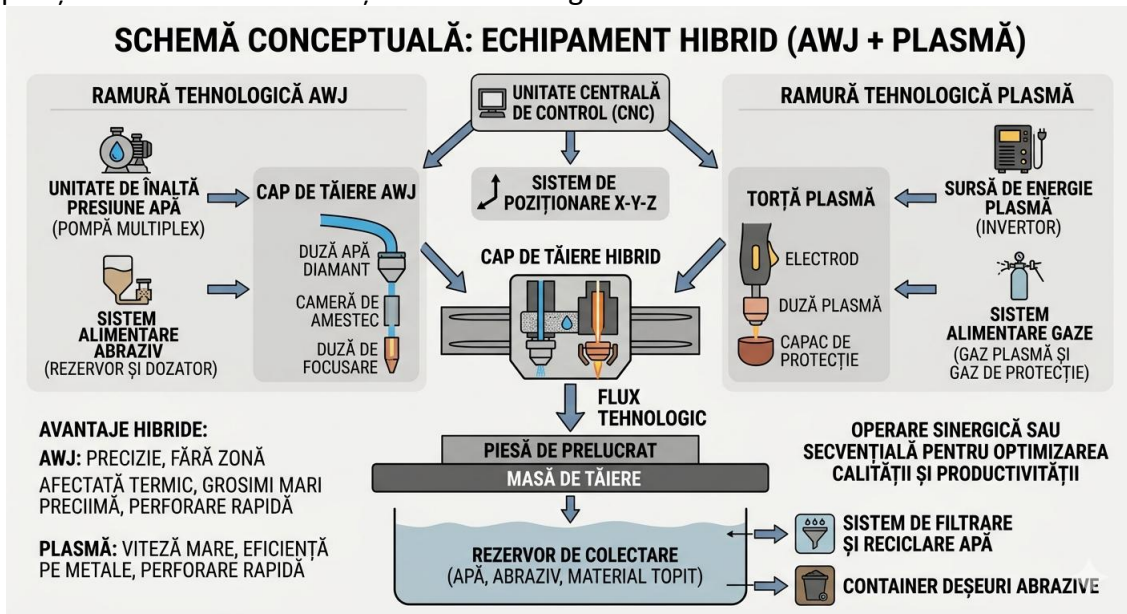 SCHEMĂ CONCEPTUALĂ: ECHIPAMENT HIBRID (AWJ + PLASMĂ)
RAMURĂ TEHNOLOGICĂ AWJ
UNITATE DE ÎNALTĂ
PRESIUNE APĂ
(POMPĂ MULTIPLEX)
SISTEM
ALIMENTARE
ABRAZIV
(REZERVOR ȘI DOZATOR)
CAP DE TĂIERE AWJ
DUZĂ APĂ
DIAMANT
CAMERĂ DE
AMESTEC
DUZĂ DE
FOCUSARE
UNITATE CENTRALĂ
DE CONTROL (CNC)
SISTEM DE
POZIȚIONARE X-Y-Z
CAP DE TĂIERE HIBRID
RAMURĂ TEHNOLOGICĂ PLASMĂ
TORȚĂ PLASMĂ
ELECTROD
DUZĂ PLASMĂ
CAPAC DE
PROTECȚIE
SURSĂ DE ENERGIE
PLASMĂ
(INVERTOR)
SISTEM
ALIMENTARE GAZE
(GAZ PLASMĂ ȘI
GAZ DE PROTECȚIE)
FLUX
TEHNOLOGIC
PIESĂ DE PRELUCRAT
MASĂ DE TĂIERE
REZERVOR DE COLECTARE
(APĂ, ABRAZIV, MATERIAL TOPIT)
AVANTAJE HIBRIDE:
AWJ: PRECIZIE, FĂRĂ ZONĂ
AFECTATĂ TERMIC, GROSIMI MARI
PRECIIMĂ, PERFORARE RAPIDĂ
PLASMĂ: VITEZĂ MARE, EFICIENȚĂ
PE METALE, PERFORARE RAPIDĂ
OPERARE SINERGICĂ SAU
SECVENȚIALĂ PENTRU OPTIMIZAREA
CALITĂȚII ȘI PRODUCTIVITĂȚII
SISTEM DE FILTRARE
ȘI RECICLARE APĂ
CONTAINER DEȘEURI ABRAZIVE